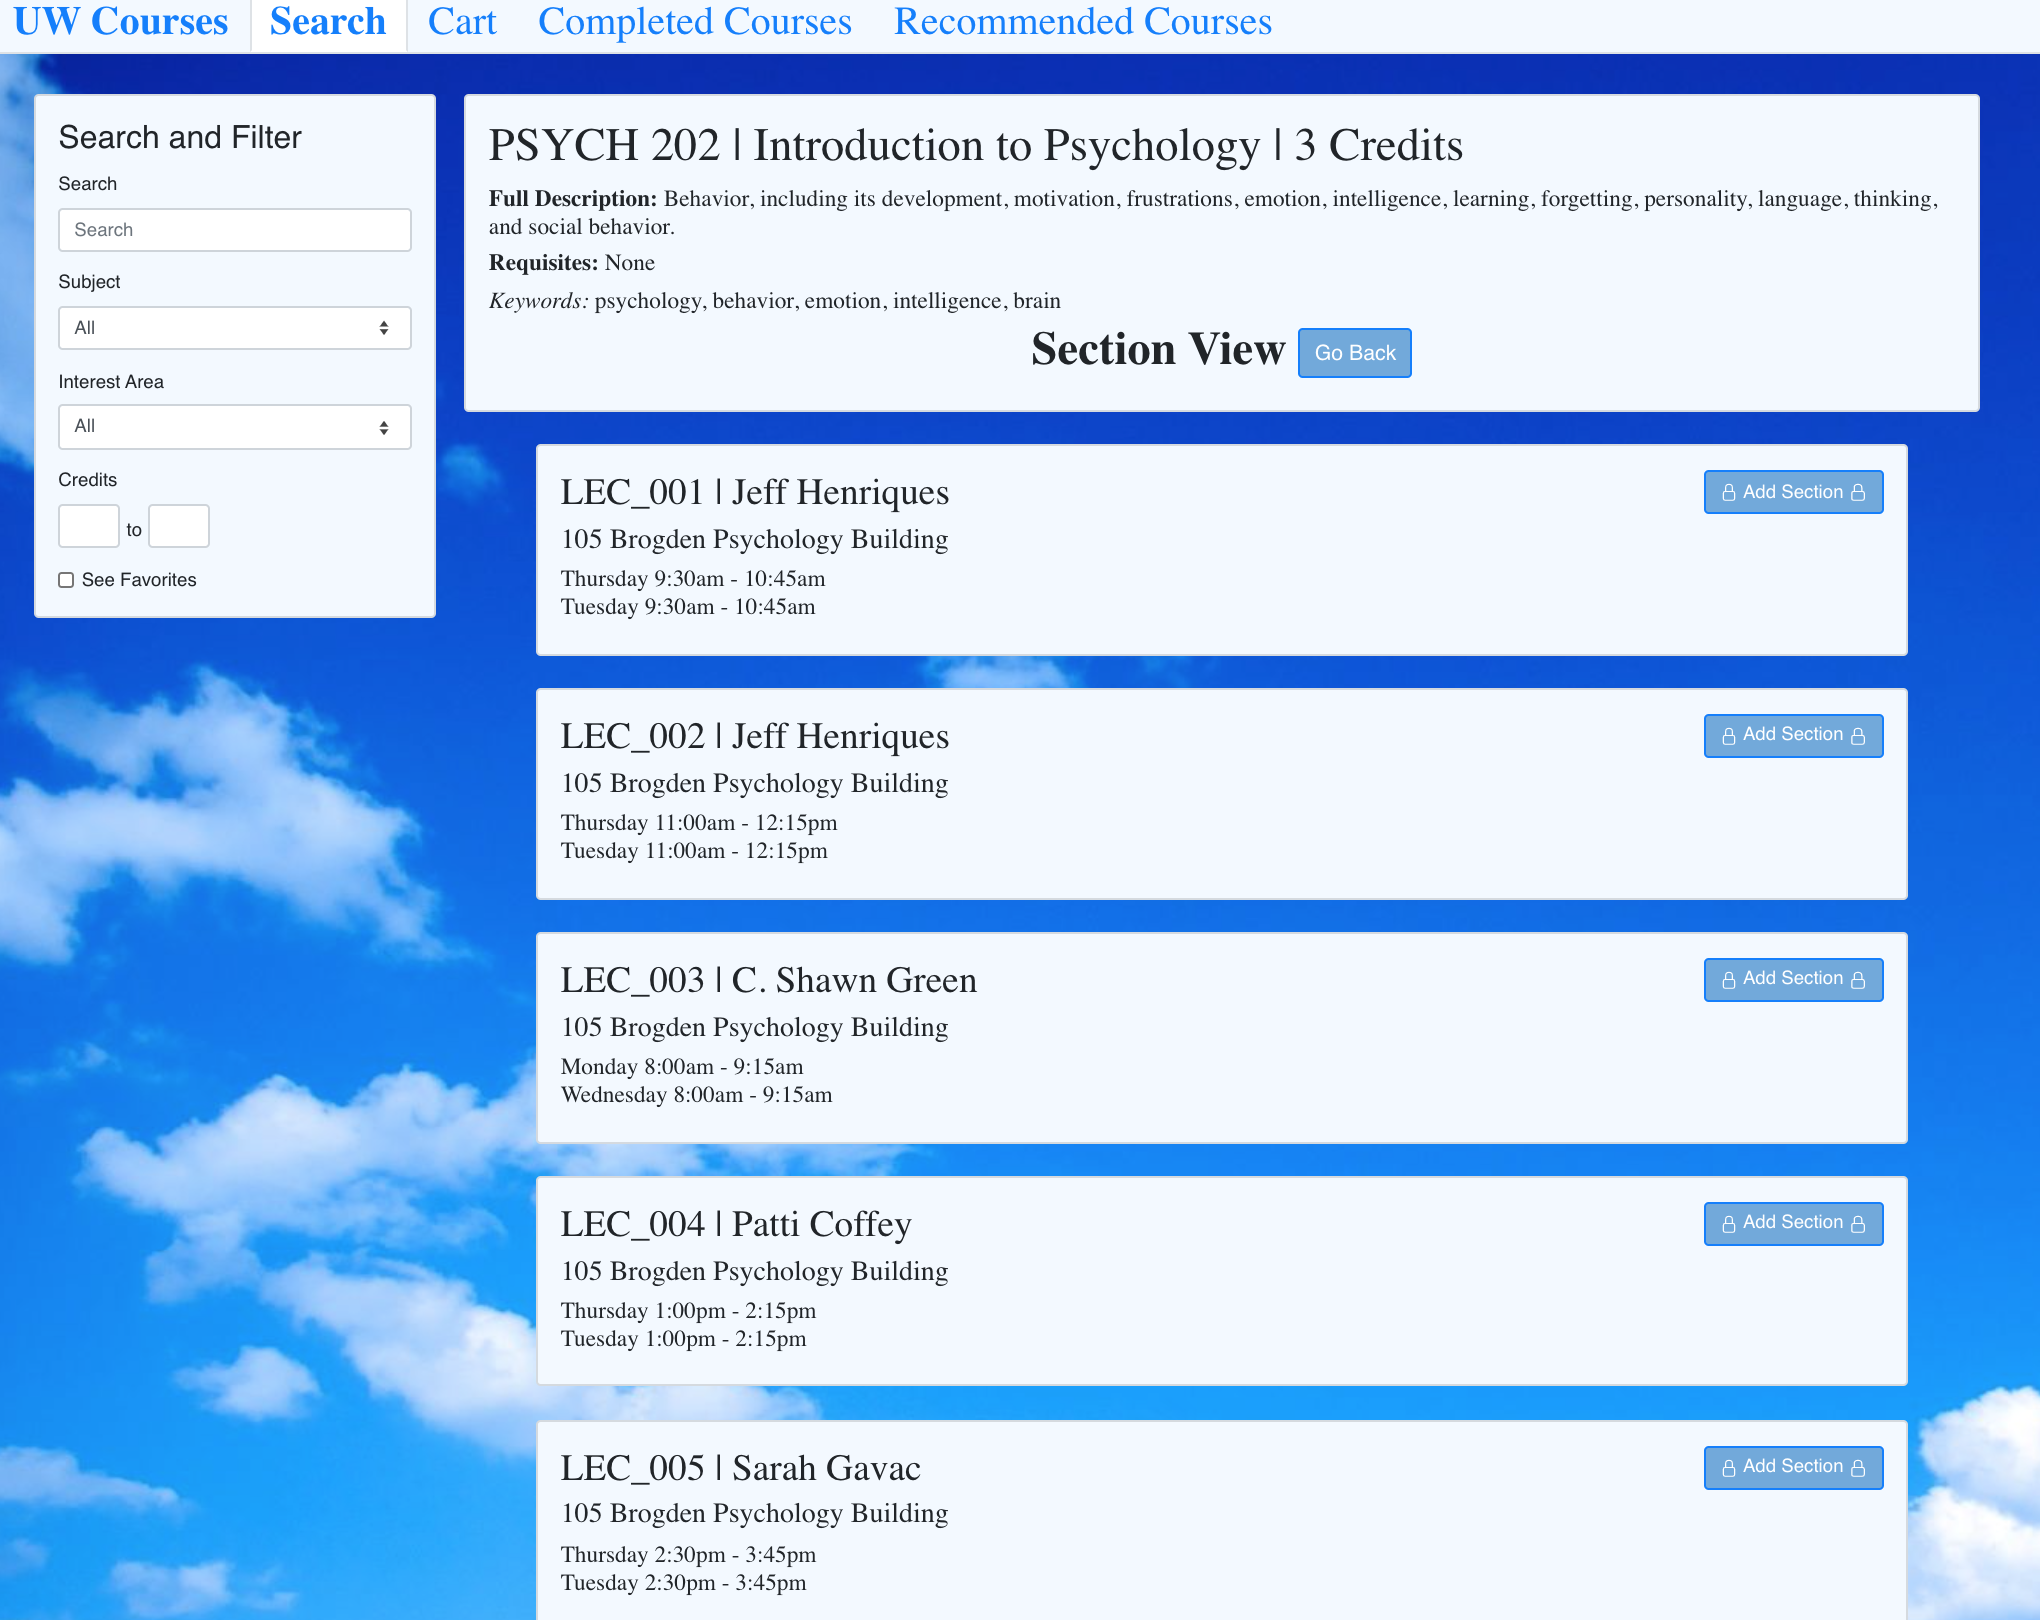 UW Courses Search Cart Completed Courses Recommended Courses
Search and Filter
Search
Search
Subject
All
Interest Area
All
Credits
to
See Favorites
PSYCH 202 | Introduction to Psychology | 3 Credits
Full Description: Behavior, including its development, motivation, frustrations, emotion, intelligence, learning, forgetting, personality, language, thinking,
and social behavior.
Requisites: None
Keywords: psychology, behavior, emotion, intelligence, brain
Section View Go Back
LEC_001 | Jeff Henriques
Add Section
105 Brogden Psychology Building
Thursday 9:30am - 10:45am
Tuesday 9:30am - 10:45am
LEC_002 | Jeff Henriques
Add Section
105 Brogden Psychology Building
Thursday 11:00am - 12:15pm
Tuesday 11:00am - 12:15pm
LEC_003 | C. Shawn Green
Add Section
105 Brogden Psychology Building
Monday 8:00am - 9:15am
Wednesday 8:00am - 9:15am
LEC_004 | Patti Coffey
Add Section
105 Brogden Psychology Building
Thursday 1:00pm - 2:15pm
Tuesday 1:00pm - 2:15pm
LEC_005 | Sarah Gavac
Add Section
105 Brogden Psychology Building
Thursday 2:30pm - 3:45pm
Tuesday 2:30pm - 3:45pm